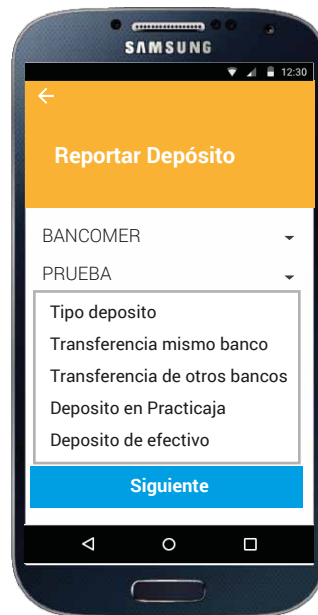 SAMSUNG
12:30
Reportar Depósito
BANCOMER
PRUEBA
Tipo deposito
Transferencia mismo banco
Transferencia de otros bancos
Deposito en Practicaja
Deposito de efectivo
Siguiente